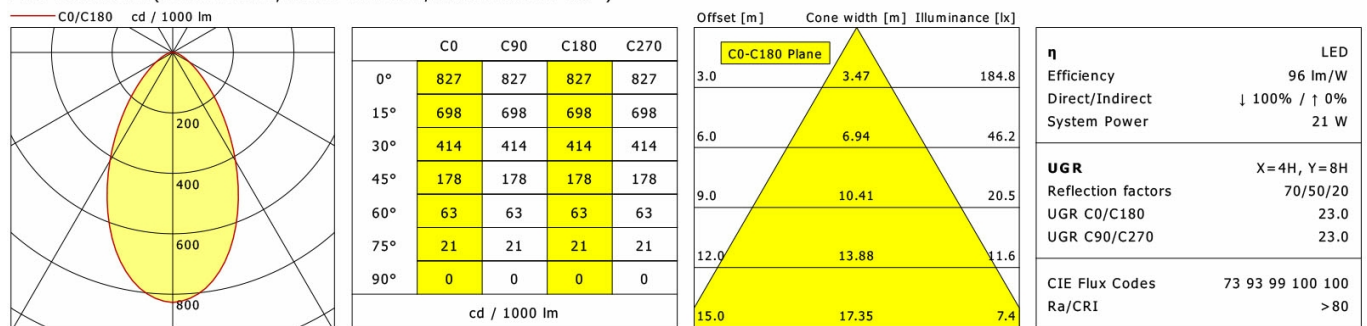 C0/C180 cd / 1000 lm
200
400
600
800
C0 C90 C180 C270
0° 827 827 827 827
15° 698 698 698 698
30° 414 414 414 414
45° 178 178 178 178
60° 63 63 63 63
75° 21 21 21 21
90° 0 0 0 0
cd / 1000 lm
Offset [m] Cone width [m] Illuminance [lx]
C0-C180 Plane
3.0 3.47 184.8
6.0 6.94 46.2
9.0 10.41 20.5
12.0 13.88 11.6
15.0 17.35 7.4
η LED
Efficiency 96 lm/W
Direct/Indirect ↓ 100% / ↑ 0%
System Power 21 W
UGR X=4H, Y=8H
Reflection factors 70/50/20
UGR C0/C180 23.0
UGR C90/C270 23.0
CIE Flux Codes 73 93 99 100 100
Ra/CRI >80